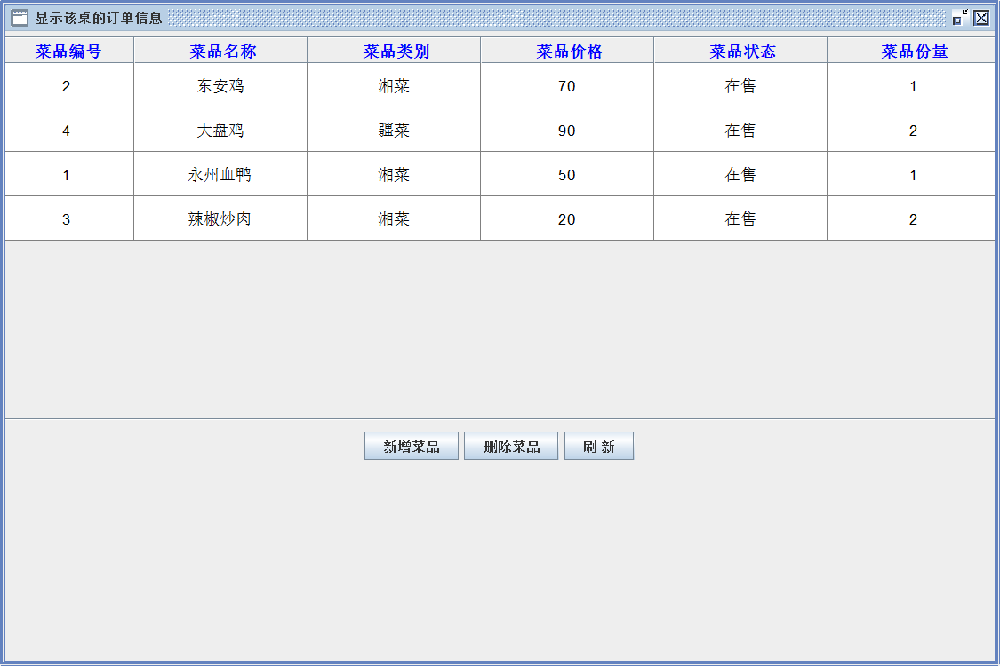 显示该桌的订单信息
菜品编号 菜品名称 菜品类别 菜品价格 菜品状态 菜品份量
2 东安鸡 湘菜 70 在售 1
4 大盘鸡 疆菜 90 在售 2
1 永州血鸭 湘菜 50 在售 1
3 辣椒炒肉 湘菜 20 在售 2
新增菜品 删除菜品 刷 新